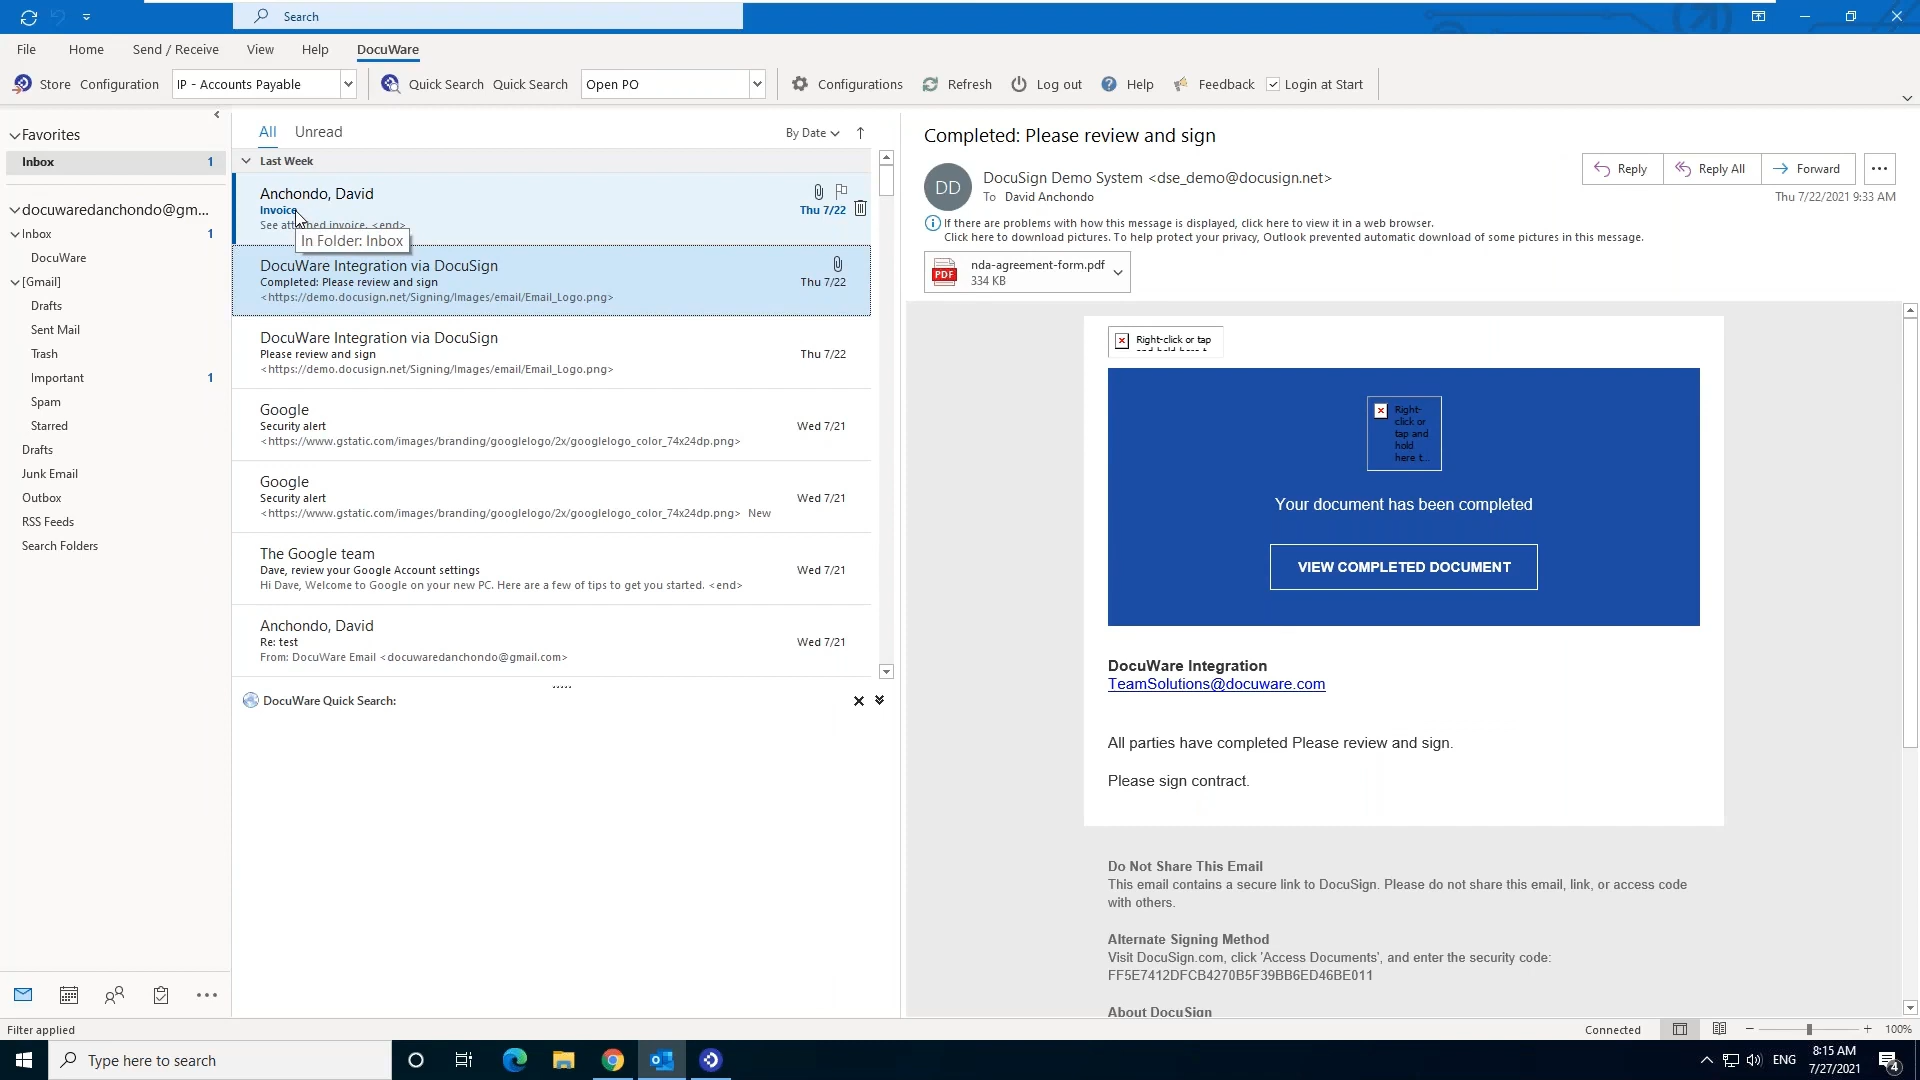 Search
File Home Send / Receive View Help DocuWare
Store Configuration IP - Accounts Payable Quick Search Quick Search Open PO Configurations Refresh Log out Help Feedback Login at Start
Favorites
Inbox 1
docuwaredanchondo@gm...
Inbox 1
DocuWare
[Gmail]
Drafts
Sent Mail
Trash
Important 1
Spam
Starred
Drafts
Junk Email
Outbox
RSS Feeds
Search Folders
All Unread By Date
Last Week
Anchondo, David
Invoice Thu 7/22
See attached invoice. <end>
In Folder: Inbox
DocuWare Integration via DocuSign
Completed: Please review and sign Thu 7/22
<https://demo.docusign.net/Signing/Images/email/Email_Logo.png>
DocuWare Integration via DocuSign
Please review and sign Thu 7/22
<https://demo.docusign.net/Signing/Images/email/Email_Logo.png>
Google
Security alert Wed 7/21
<https://www.gstatic.com/images/branding/googlelogo/2x/googlelogo_color_74x24dp.png>
Google
Security alert Wed 7/21
<https://www.gstatic.com/images/branding/googlelogo/2x/googlelogo_color_74x24dp.png> New
The Google team
Dave, review your Google Account settings Wed 7/21
Hi Dave, Welcome to Google on your new PC. Here are a few of tips to get you started. <end>
Anchondo, David
Re: test Wed 7/21
From: DocuWare Email <docuwaredanchondo@gmail.com>
DocuWare Quick Search:
Completed: Please review and sign
DD
DocuSign Demo System <dse_demo@docusign.net>
To David Anchondo
Reply Reply All Forward
Thu 7/22/2021 9:33 AM
If there are problems with how this message is displayed, click here to view it in a web browser.
Click here to download pictures. To help protect your privacy, Outlook prevented automatic download of some pictures in this message.
PDF
nda-agreement-form.pdf
334 KB
Right-click or tap
and hold here t
Right-
click or
tap and
hold
here t...
Your document has been completed
VIEW COMPLETED DOCUMENT
DocuWare Integration
TeamSolutions@docuware.com
All parties have completed Please review and sign.
Please sign contract.
Do Not Share This Email
This email contains a secure link to DocuSign. Please do not share this email, link, or access code
with others.
Alternate Signing Method
Visit DocuSign.com, click 'Access Documents', and enter the security code:
FF5E7412DFCB4270B5F39BB6ED46BE011
About DocuSign
Filter applied Connected 100%
Type here to search
ENG
8:15 AM
7/27/2021
4